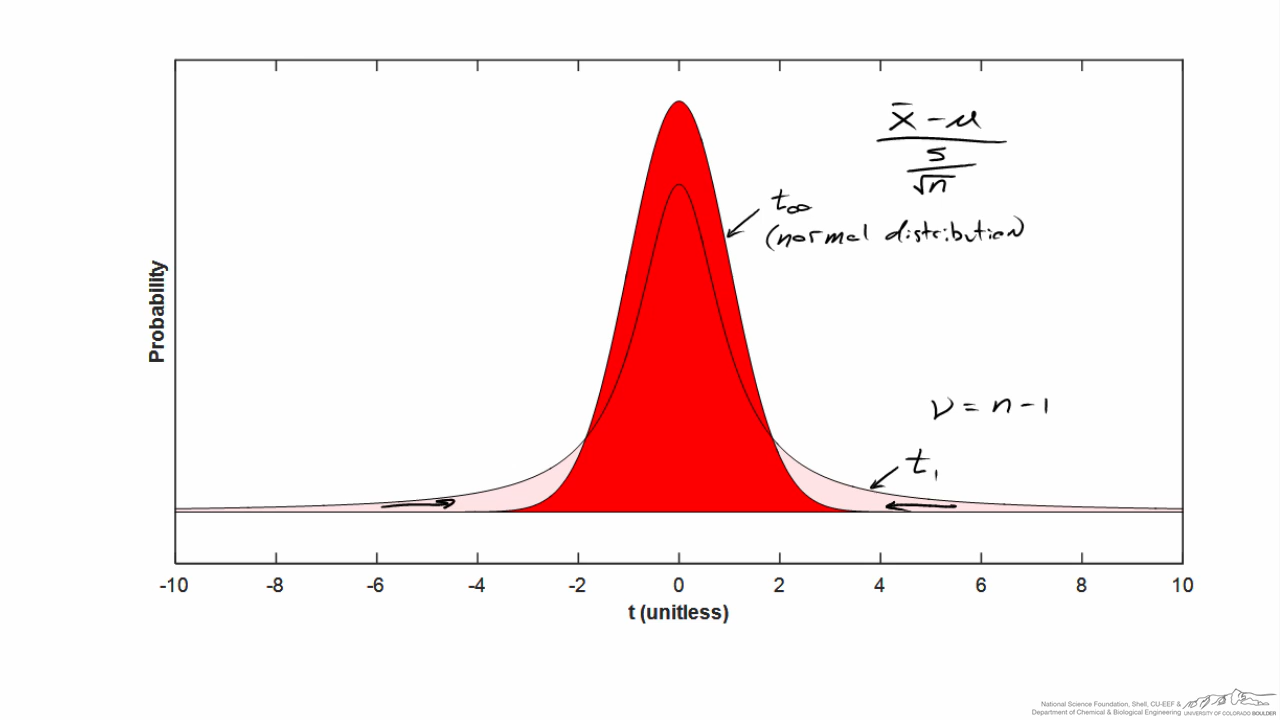 x̄ - μ
s
√n
t∞
(normal distribution)
ν = n - 1
t₁
Probability
-10 -8 -6 -4 -2 0 2 4 6 8 10
t (unitless)
National Science Foundation, Shell, CU-EEF &
Department of Chemical & Biological Engineering
UNIVERSITY OF COLORADO BOULDER